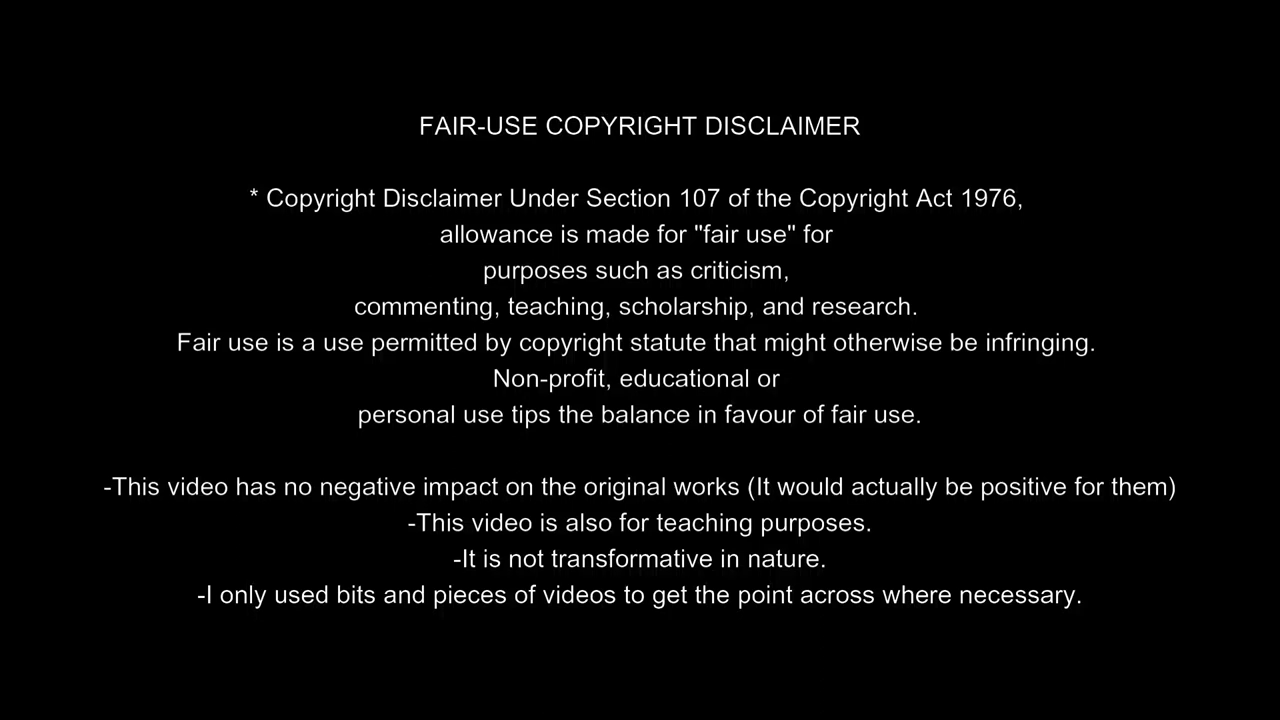 FAIR-USE COPYRIGHT DISCLAIMER
* Copyright Disclaimer Under Section 107 of the Copyright Act 1976,
allowance is made for "fair use" for
purposes such as criticism,
commenting, teaching, scholarship, and research.
Fair use is a use permitted by copyright statute that might otherwise be infringing.
Non-profit, educational or
personal use tips the balance in favour of fair use.
-This video has no negative impact on the original works (It would actually be positive for them)
-This video is also for teaching purposes.
-It is not transformative in nature.
-I only used bits and pieces of videos to get the point across where necessary.